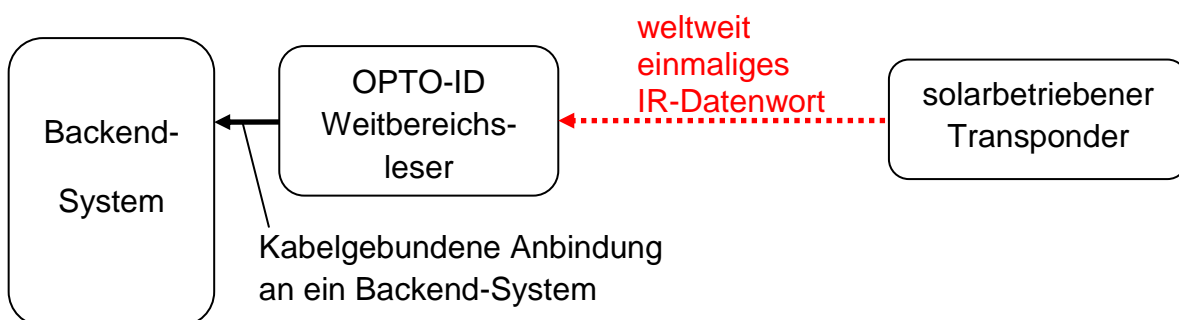 Backend-
System
OPTO-ID
Weitbereichs-
leser
weltweit
einmaliges
IR-Datenwort
solarbetriebener
Transponder
Kabelgebundene Anbindung
an ein Backend-System